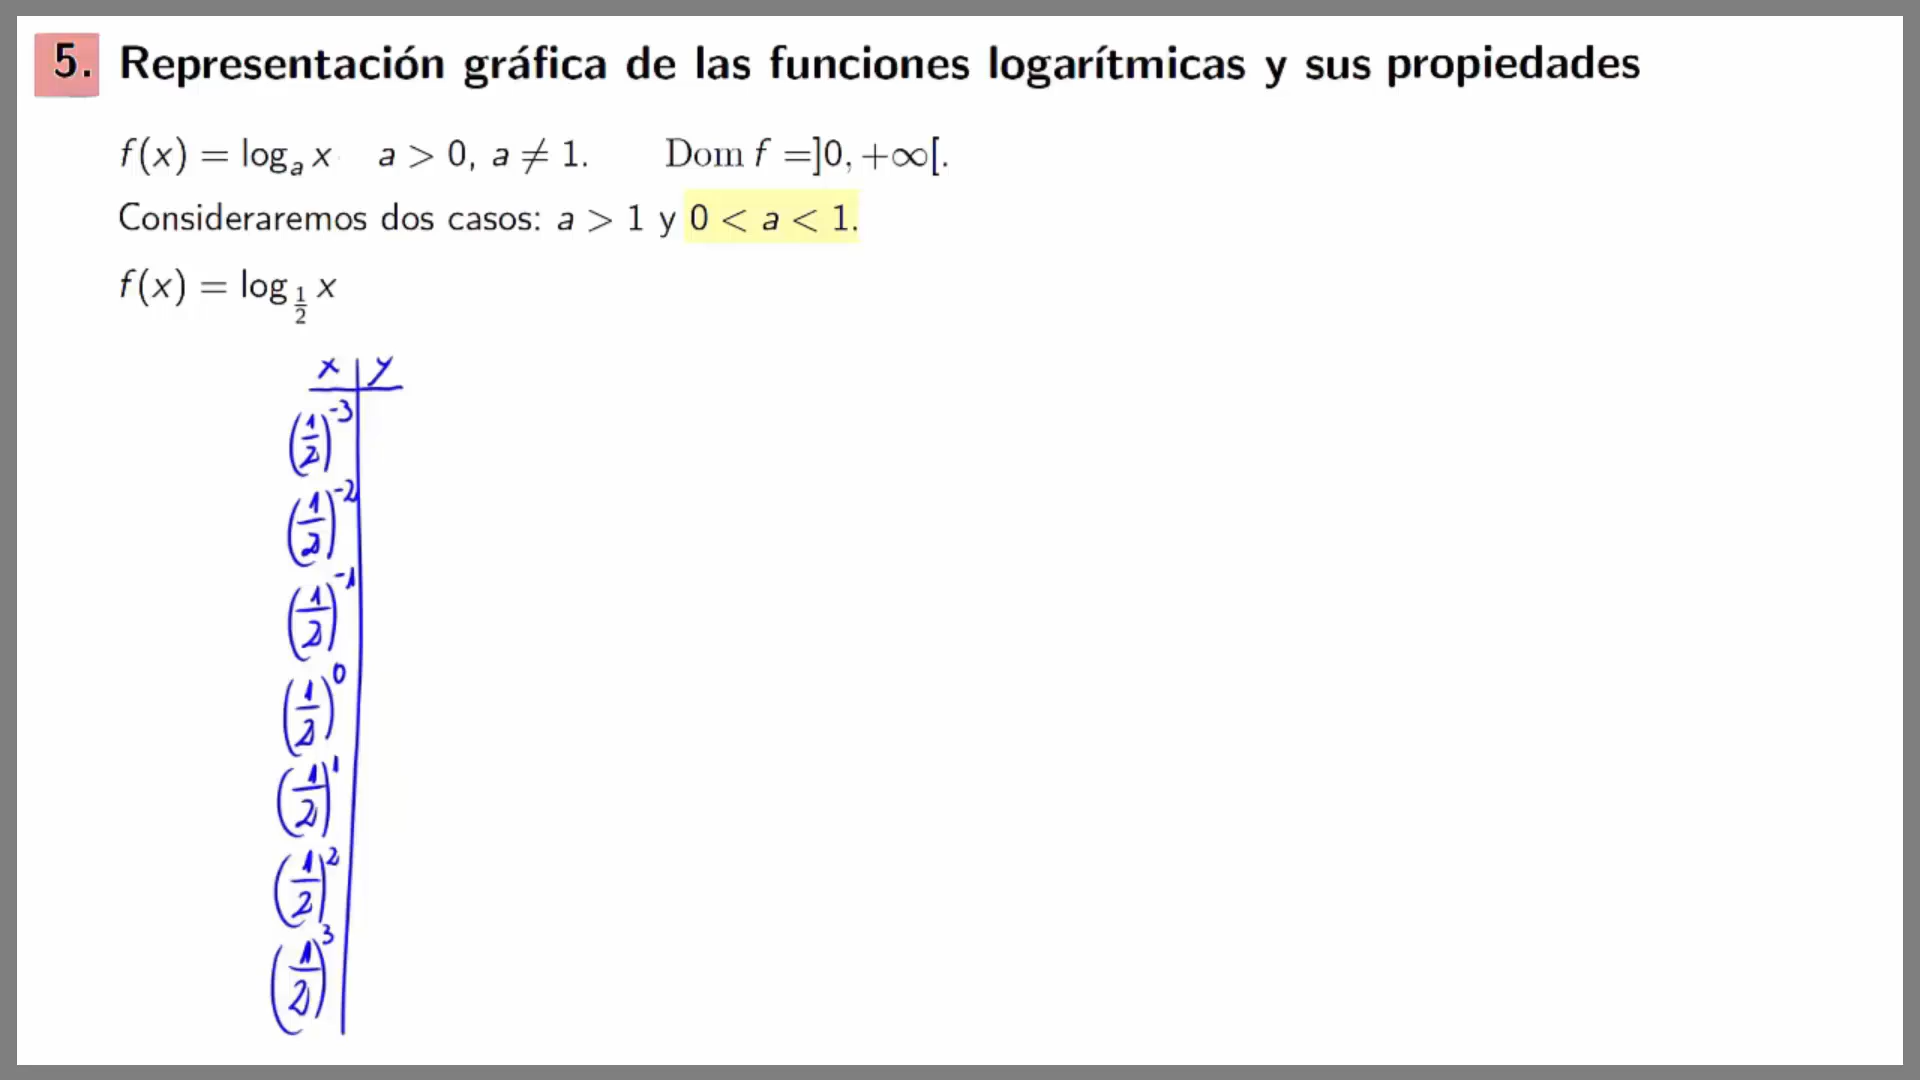 5. Representación gráfica de las funciones logarítmicas y sus propiedades
f(x) = logₐ x a > 0, a ≠ 1. Dom f =]0, +∞[.
Consideraremos dos casos: a > 1 y 0 < a < 1.
f(x) = log_{1/2} x
x | y
(1/2)^{-3}
(1/2)^{-2}
(1/2)^{-1}
(1/2)^{0}
(1/2)^{1}
(1/2)^{2}
(1/2)^{3}